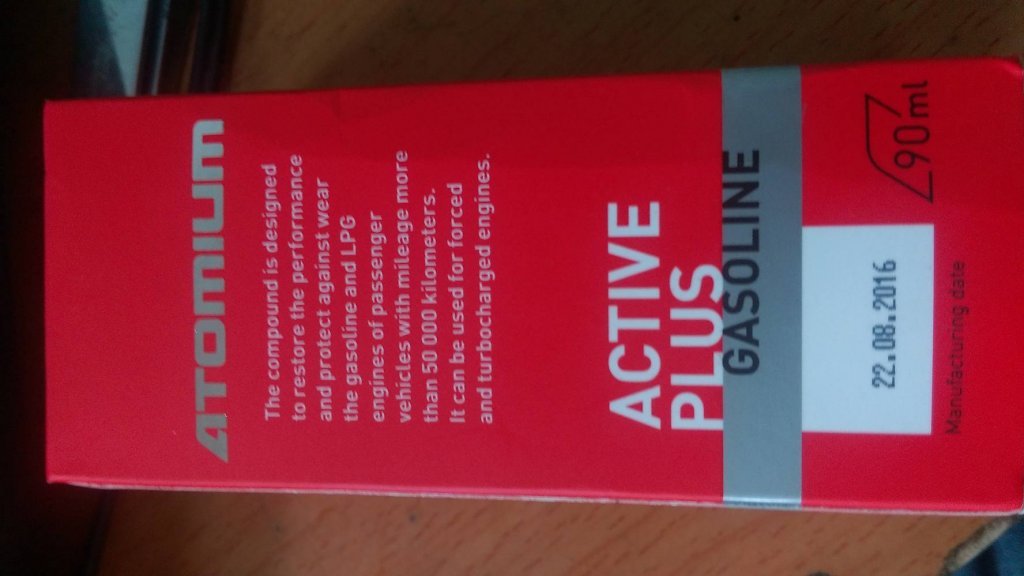 ATOMIUM
The compound is designed
to restore the performance
and protect against wear
the gasoline and LPG
engines of passenger
vehicles with mileage more
than 50 000 kilometers.
It can be used for forced
and turbocharged engines.
ACTIVE
PLUS
GASOLINE
22.08.2016
90 ml
Manufacturing date